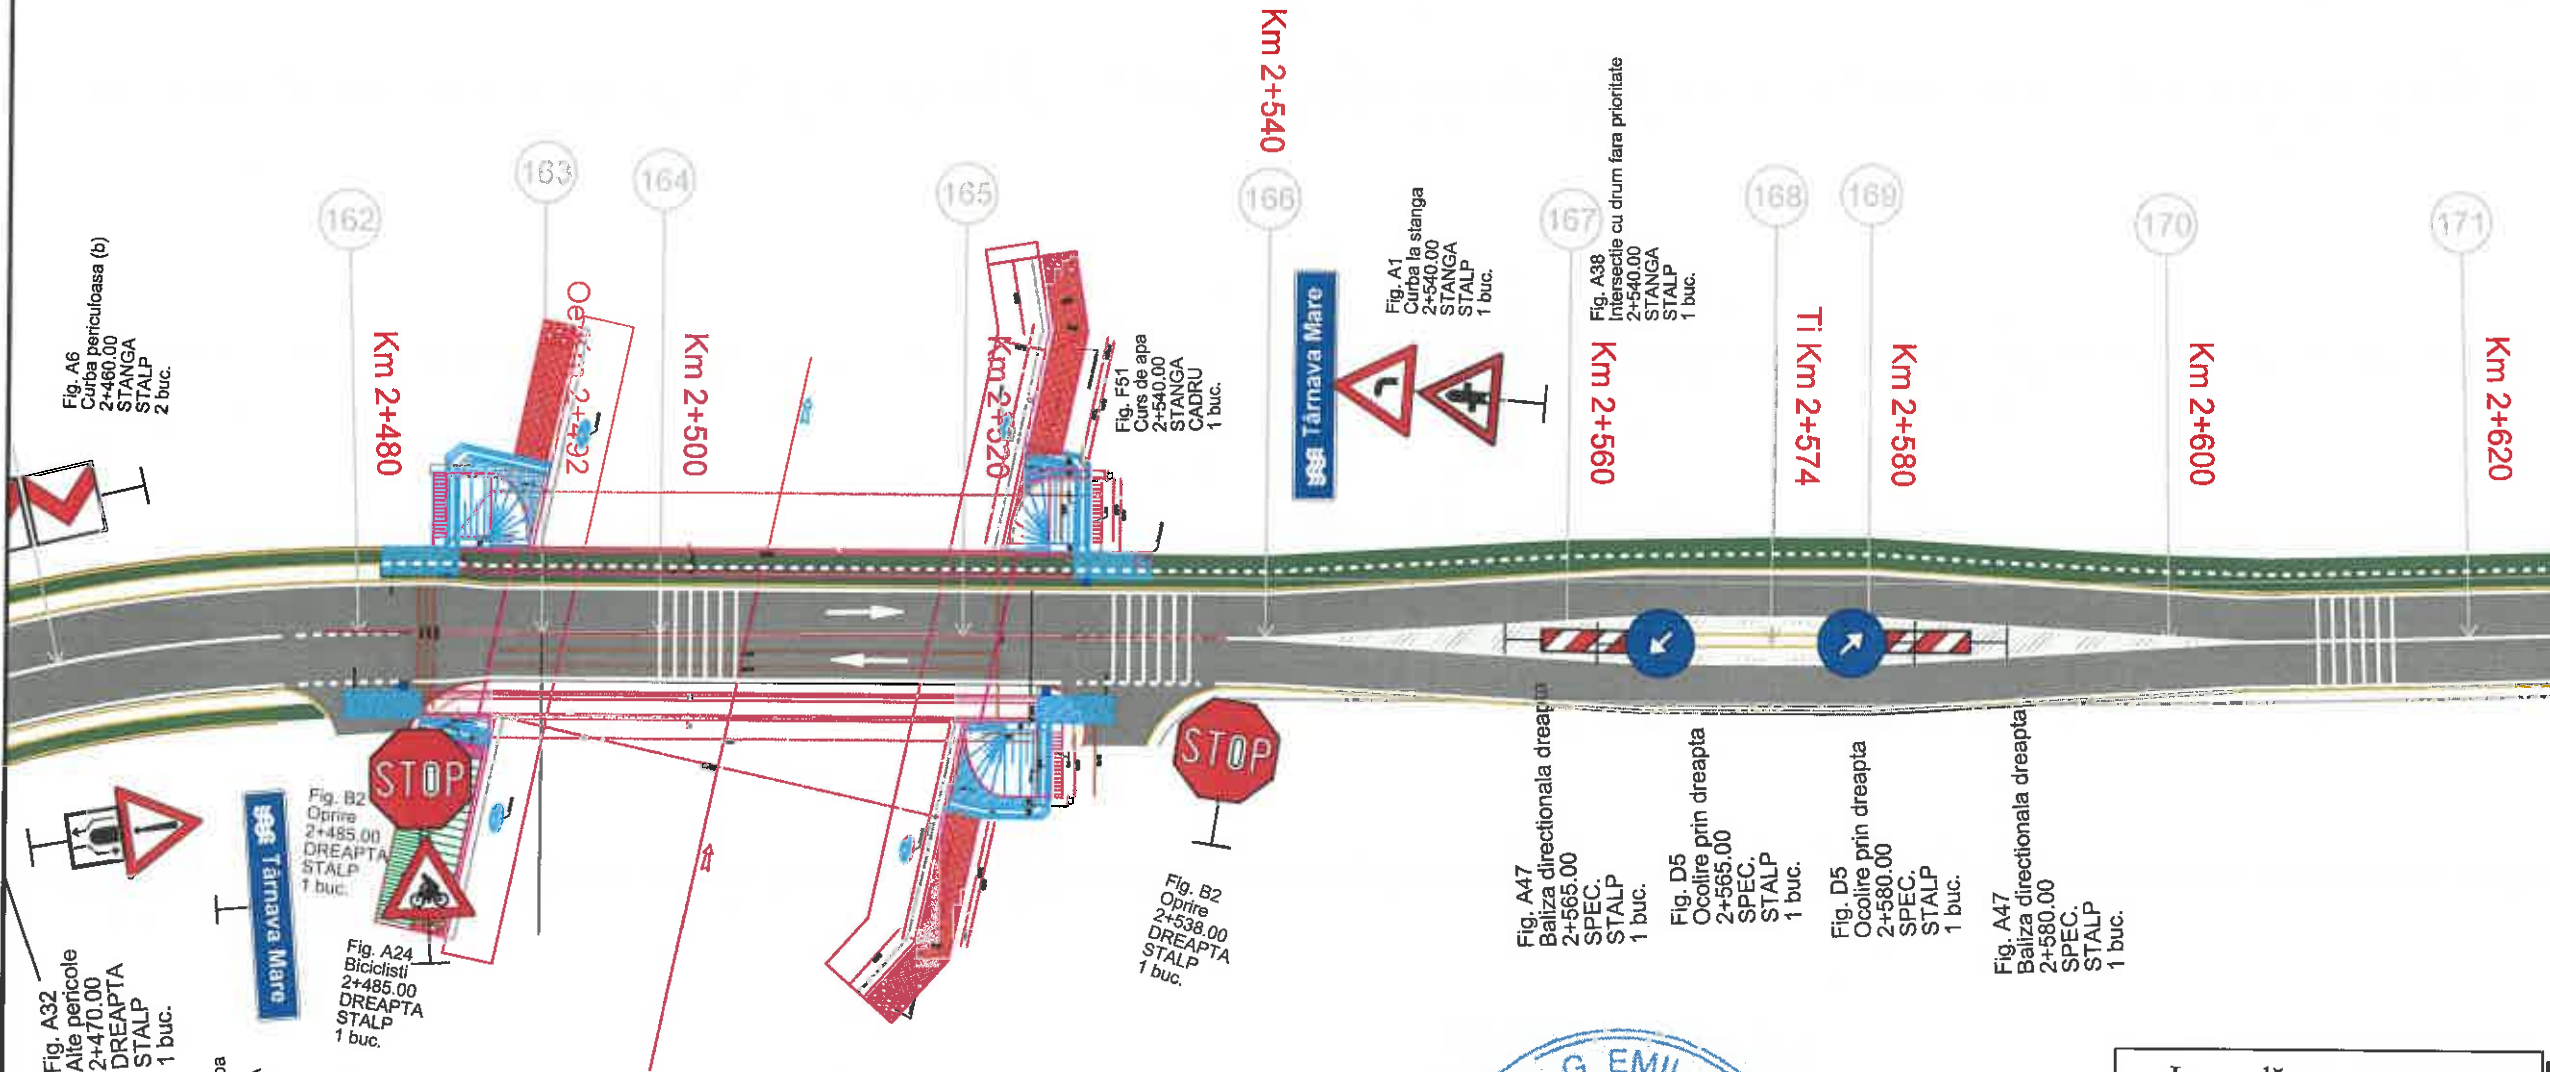 Fig. A6
Curba periculoasa (b)
2+460.00
STANGA
STALP
2 buc.
162
Km 2+480
163
164
Km 2+500
165
Km 2+520
Fig. F51
Curs de apa
2+540.00
STANGA
CADRU
1 buc.
Km 2+540
166
Târnava Mare
Fig. A1
Curba la stanga
2+540.00
STANGA
STALP
1 buc.
167
Km 2+560
Fig. A38
Intersectie cu drum fara prioritate
2+540.00
STANGA
STALP
1 buc.
168
Ti Km 2+574
169
Km 2+580
170
Km 2+600
171
Km 2+620
Fig. A32
Alte pericole
2+470.00
DREAPTA
STALP
1 buc.
Târnava Mare
Fig. B2
Oprire
2+485.00
DREAPTA
STALP
1 buc.
STOP
Fig. A24
Biciclisti
2+485.00
DREAPTA
STALP
1 buc.
STOP
Fig. B2
Oprire
2+538.00
DREAPTA
STALP
1 buc.
Fig. A47
Baliza directionala dreapta
2+565.00
SPEC.
STALP
1 buc.
Fig. D5
Ocolire prin dreapta
2+565.00
SPEC.
STALP
1 buc.
Fig. D5
Ocolire prin dreapta
2+580.00
SPEC.
STALP
1 buc.
Fig. A47
Baliza directionala dreapta
2+580.00
SPEC.
STALP
1 buc.
G. EMIL